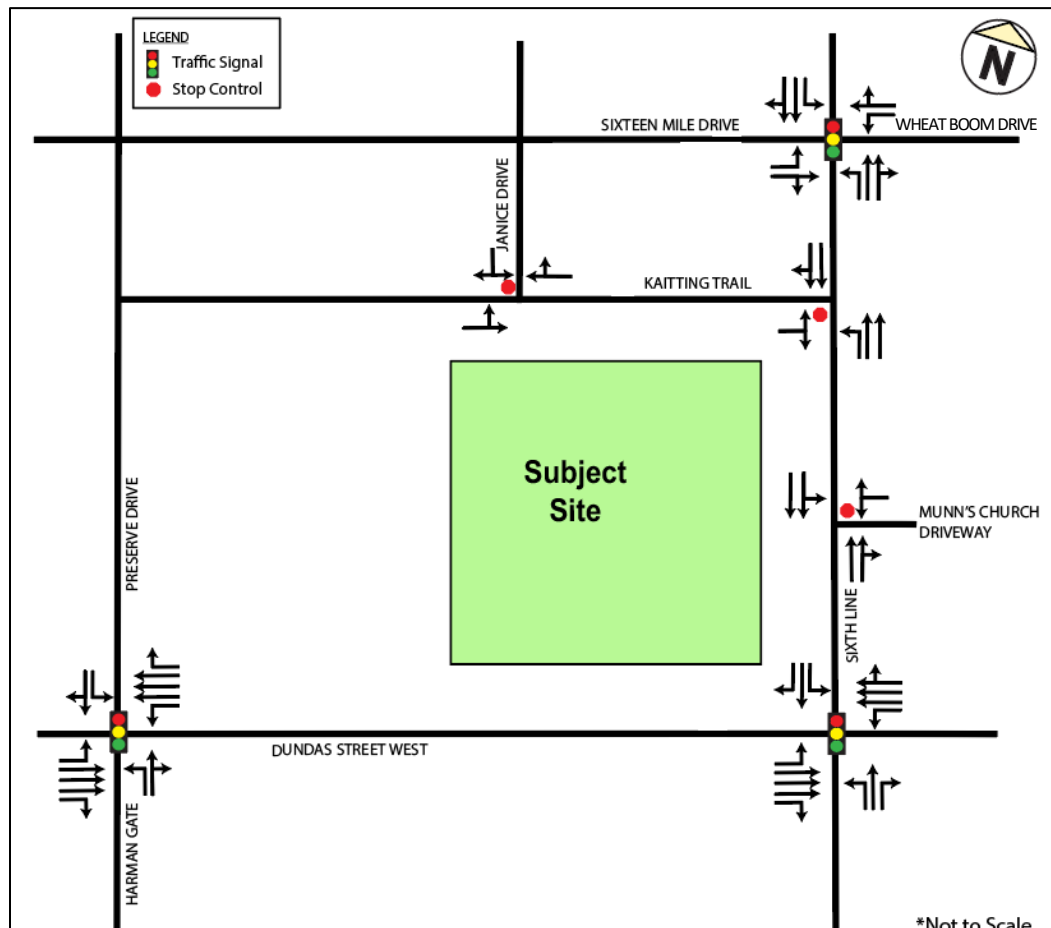 LEGEND
Traffic Signal
Stop Control
N
SIXTEEN MILE DRIVE
WHEAT BOOM DRIVE
JANICE DRIVE
KAITTING TRAIL
Subject
Site
PRESERVE DRIVE
MUNN'S CHURCH
DRIVEWAY
SIXTH LINE
DUNDAS STREET WEST
HARMAN GATE
*Not to Scale